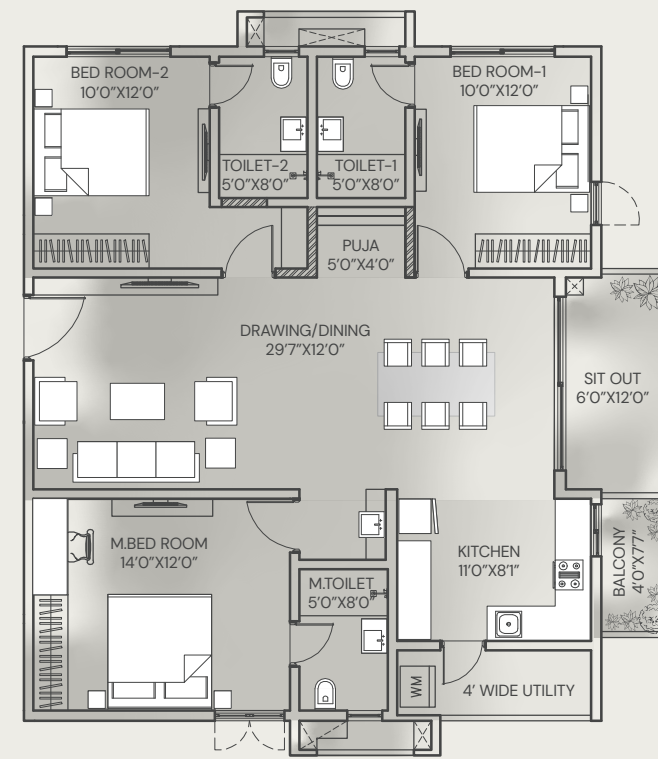 BED ROOM-2
10'0"X12'0"
BED ROOM-1
10'0"X12'0"
TOILET-2
5'0"X8'0"
TOILET-1
5'0"X8'0"
PUJA
5'0"X4'0"
DRAWING/DINING
29'7"X12'0"
SIT OUT
6'0"X12'0"
M.BED ROOM
14'0"X12'0"
KITCHEN
11'0"X8'1"
BALCONY
4'0"X7'7"
M.TOILET
5'0"X8'0"
WM
4' WIDE UTILITY